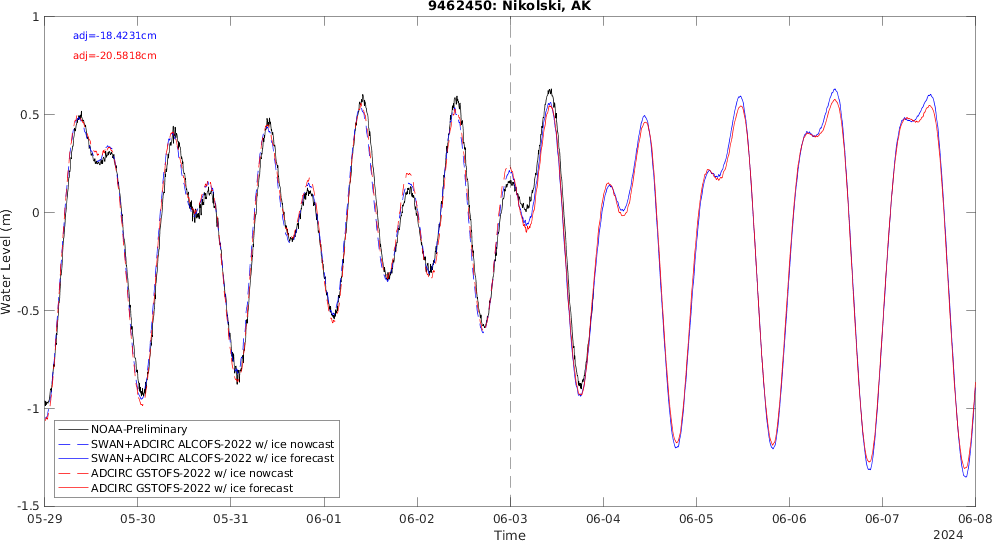 9462450: Nikolski, AK
adj=-18.4231cm
adj=-20.5818cm
1
0.5
0
-0.5
-1
-1.5
Water Level (m)
NOAA-Preliminary
SWAN+ADCIRC ALCOFS-2022 w/ ice nowcast
SWAN+ADCIRC ALCOFS-2022 w/ ice forecast
ADCIRC GSTOFS-2022 w/ ice nowcast
ADCIRC GSTOFS-2022 w/ ice forecast
05-29 05-30 05-31 06-01 06-02 06-03 06-04 06-05 06-06 06-07 06-08
Time
2024